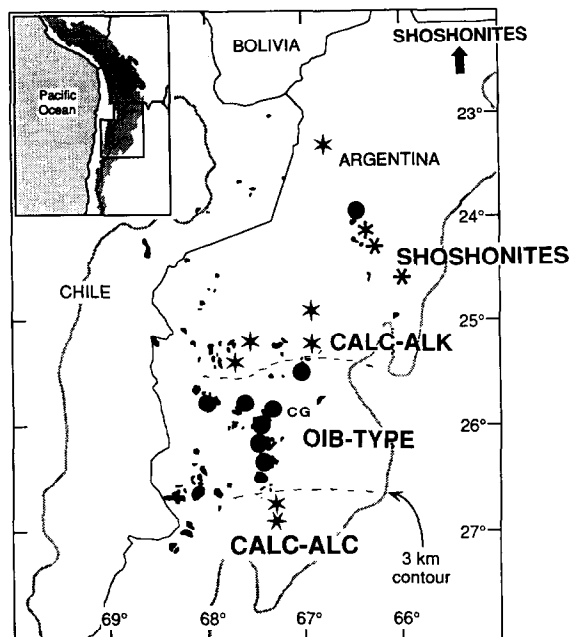 SHOSHONITES
BOLIVIA
Pacific
Ocean
23°
ARGENTINA
24°
SHOSHONITES
CHILE
25°
CALC-ALK
CG
OIB-TYPE
26°
27°
CALC-ALC
3 km
contour
69° 68° 67° 66°